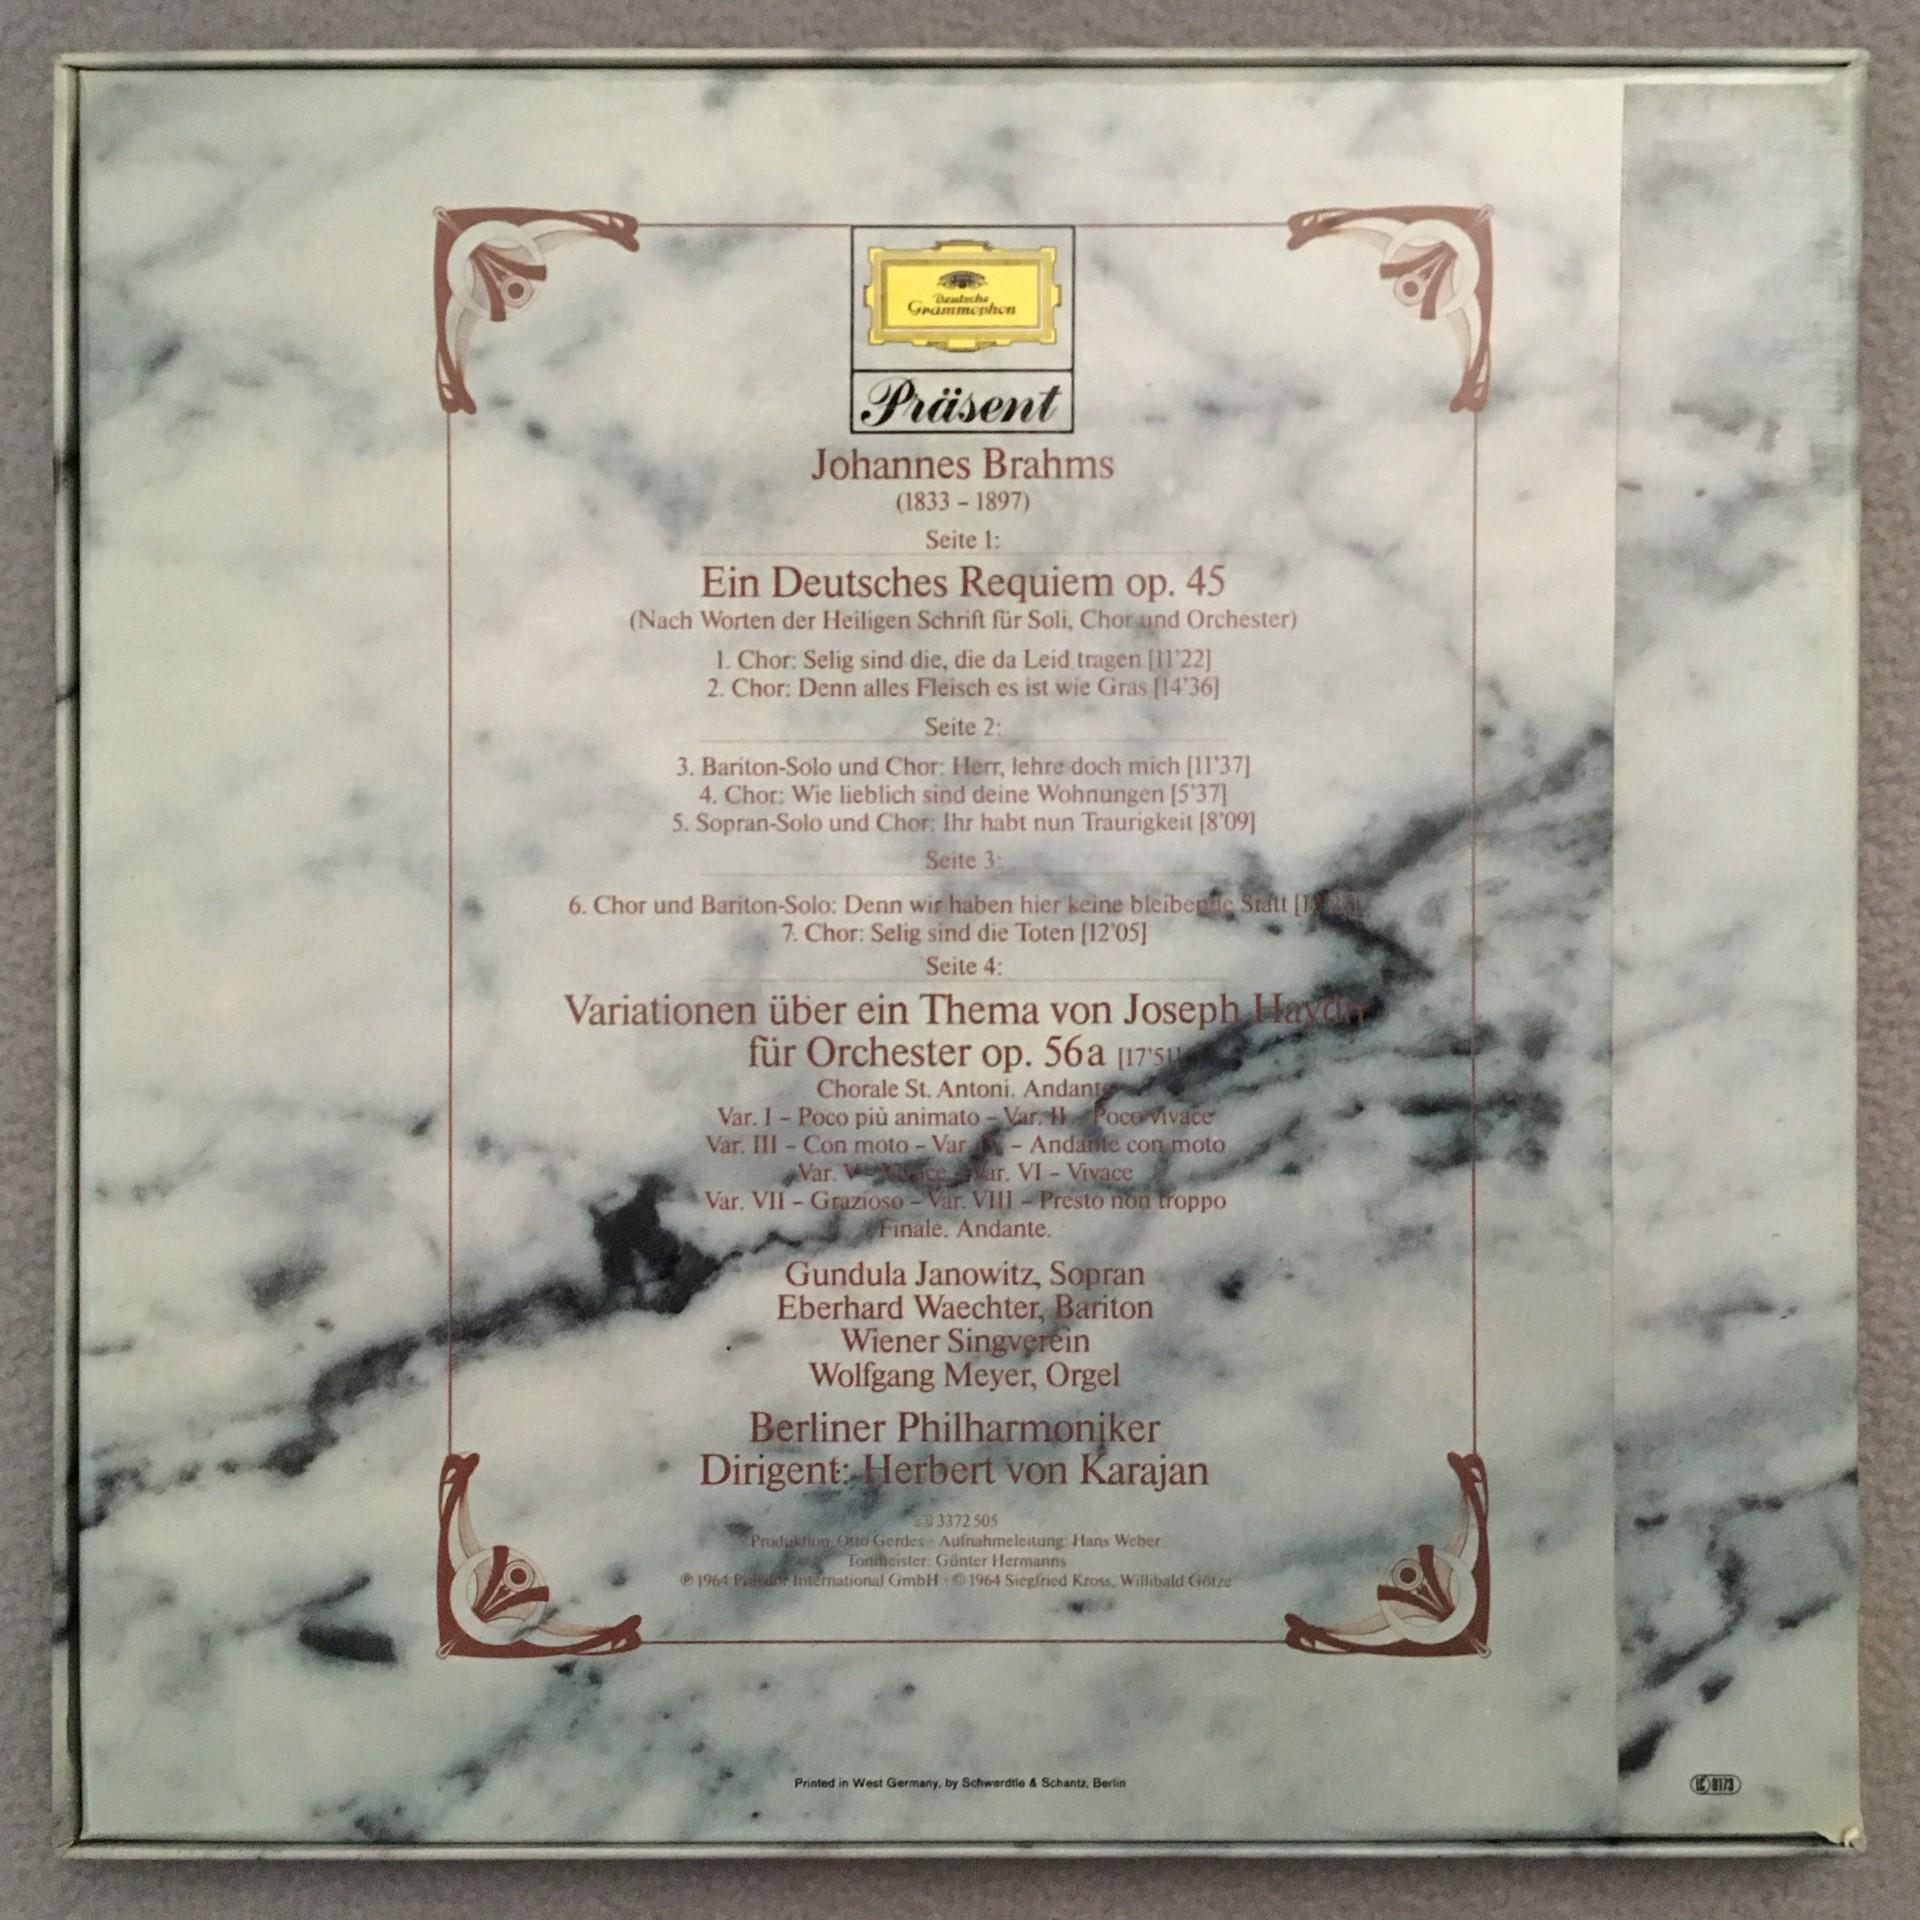 Deutsche
Grammophon
Präsent
Johannes Brahms
(1833 – 1897)
Seite 1:
Ein Deutsches Requiem op. 45
(Nach Worten der Heiligen Schrift für Soli, Chor und Orchester)
1. Chor: Selig sind die, die da Leid tragen [11'22]
2. Chor: Denn alles Fleisch es ist wie Gras [14'36]
Seite 2:
3. Bariton-Solo und Chor: Herr, lehre doch mich [11'37]
4. Chor: Wie lieblich sind deine Wohnungen [5'37]
5. Sopran-Solo und Chor: Ihr habt nun Traurigkeit [8'09]
Seite 3:
6. Chor und Bariton-Solo: Denn wir haben hier keine bleibende Statt
7. Chor: Selig sind die Toten [12'05]
Seite 4:
Variationen über ein Thema von Joseph Haydn
für Orchester op. 56a [17'51]
Chorale St. Antoni. Andante
Var. I – Poco più animato – Var. II – Poco vivace
Var. III – Con moto – Var. IV – Andante con moto
Var. V – Vivace – Var. VI – Vivace
Var. VII – Grazioso – Var. VIII – Presto non troppo
Finale. Andante.
Gundula Janowitz, Sopran
Eberhard Waechter, Bariton
Wiener Singverein
Wolfgang Meyer, Orgel
Berliner Philharmoniker
Dirigent: Herbert von Karajan
3372 505
Produktion: Otto Gerdes · Aufnahmeleitung: Hans Weber
Tonmeister: Günter Hermanns
℗ 1964 Polydor International GmbH · © 1964 Siegfried Kross, Willibald Götze
Printed in West Germany, by Schwerdtle & Schantz, Berlin
LC 0173